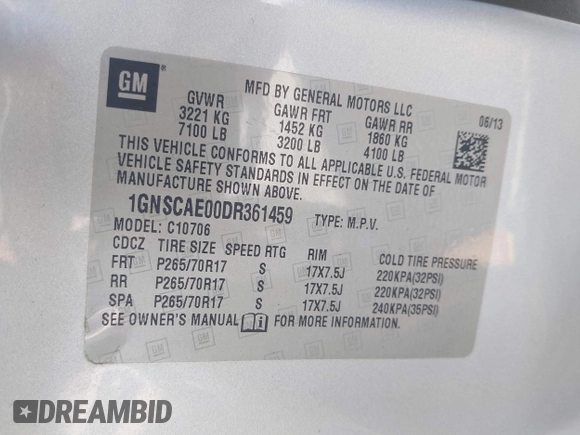 GM
MFD BY GENERAL MOTORS LLC
GVWR GAWR FRT GAWR RR 06/13
3221 KG 1452 KG 1860 KG
7100 LB 3200 LB 4100 LB
THIS VEHICLE CONFORMS TO ALL APPLICABLE U.S. FEDERAL MOTOR
VEHICLE SAFETY STANDARDS IN EFFECT ON THE DATE OF
MANUFACTURE SHOWN ABOVE.
1GNSCAE00DR361459 TYPE: M.P.V.
MODEL: C10706
CDCZ TIRE SIZE SPEED RTG RIM COLD TIRE PRESSURE
FRT P265/70R17 S 17X7.5J 220KPA(32PSI)
RR P265/70R17 S 17X7.5J 220KPA(32PSI)
SPA P265/70R17 S 17X7.5J 240KPA(35PSI)
SEE OWNER'S MANUAL FOR MORE INFORMATION.
DREAMBID